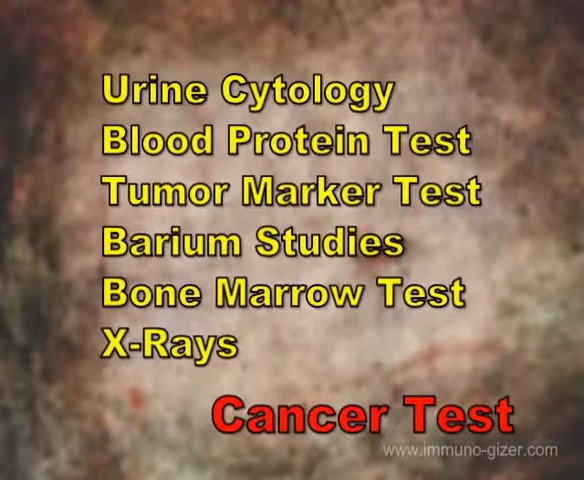 Urine Cytology
Blood Protein Test
Tumor Marker Test
Barium Studies
Bone Marrow Test
X-Rays
Cancer Test
www.immuno-gizer.com